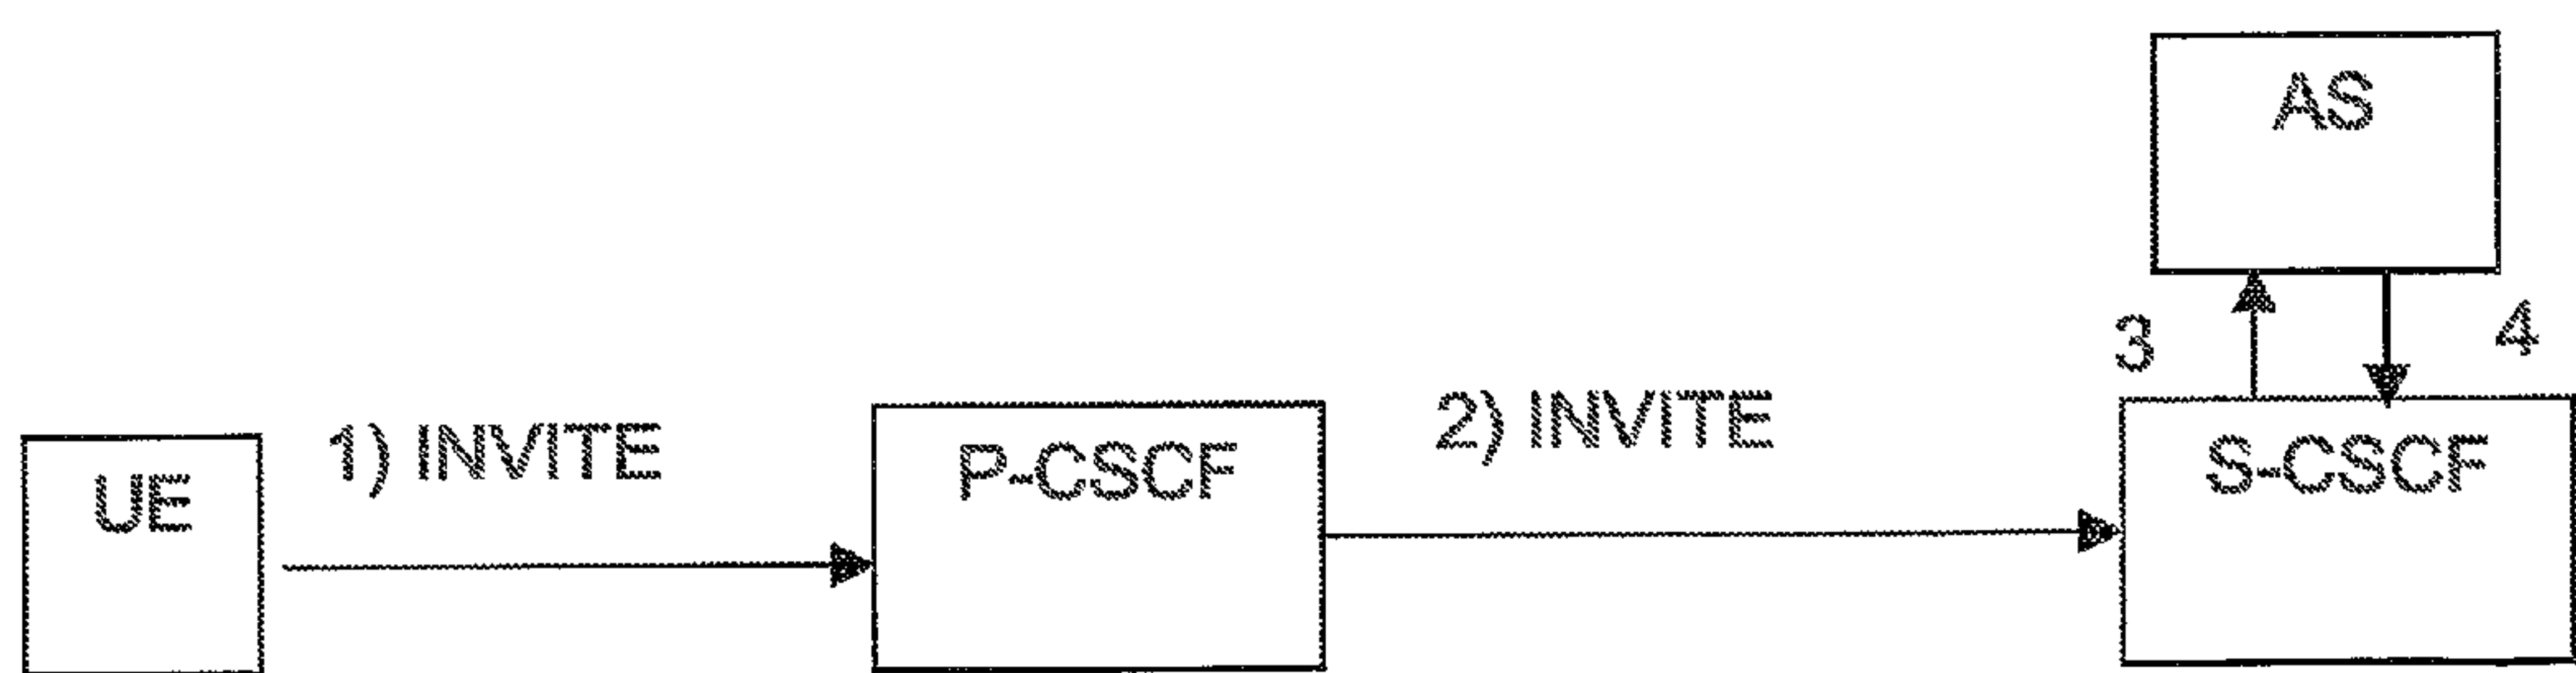 AS
3
4
1) INVITE
2) INVITE
UE
P-CSCF
S-CSCF